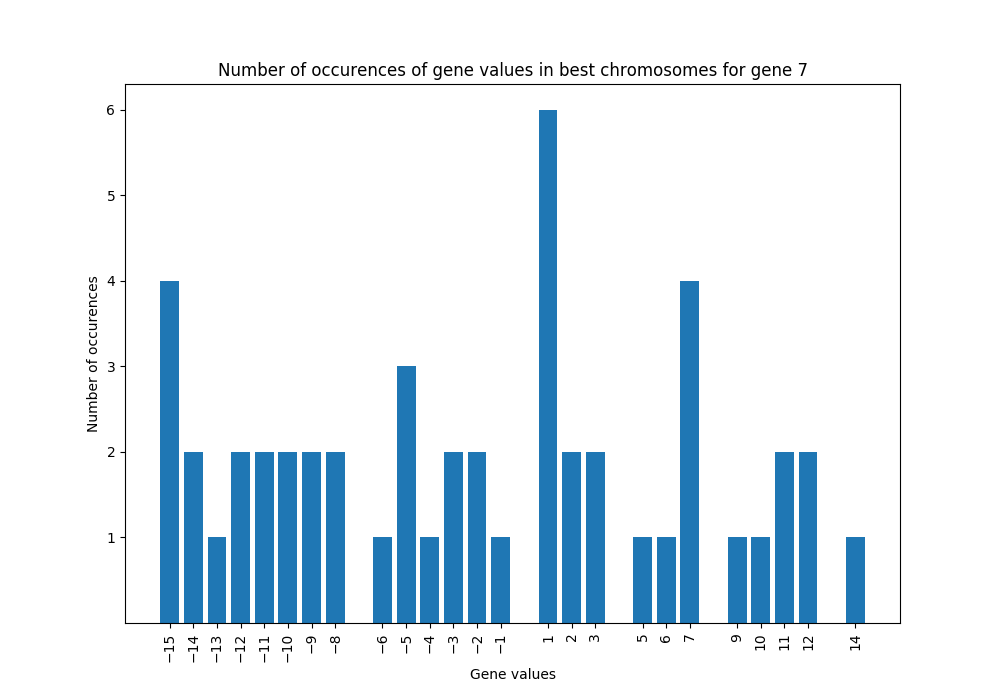 Number of occurences of gene values in best chromosomes for gene 7
Number of occurences
6
5
4
3
2
1
−15 −14 −13 −12 −11 −10 −9 −8 −6 −5 −4 −3 −2 −1 1 2 3 5 6 7 9 10 11 12 14
Gene values